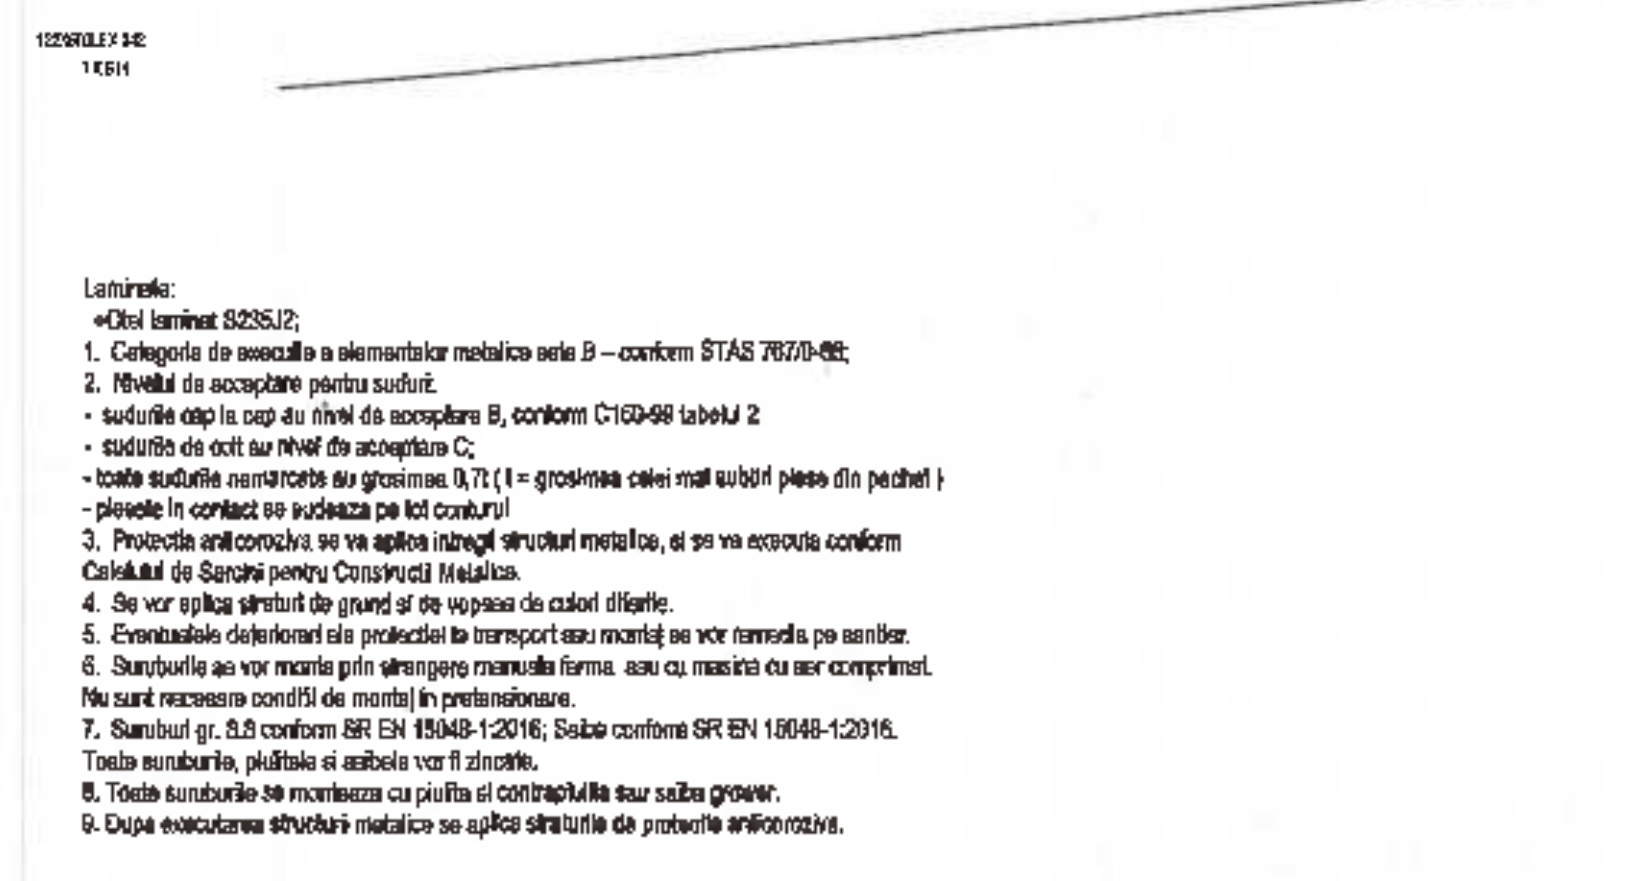 Laminate:
Otel laminat S235J2;
1. Categoria de executie a elementelor metalice este B – conform STAS 767/0-88;
2. Nivelul de acceptare pentru suduri:
- sudurile cap la cap au nivel de acceptare B, conform C150-99 tabelul 2
- sudurile de colt au nivel de acceptare C;
- toate sudurile nemarcate au grosimea 0,7t ( t = grosimea celei mai subtiri piese din pachet )
- piesele in contact se sudeaza pe tot conturul
3. Protectia anticoroziva se va aplica intregii structuri metalice, si se va executa conform
Caietului de Sarcini pentru Constructii Metalice.
4. Se vor aplica straturi de grund si de vopsea de culori diferite.
5. Eventualele deteriorari ale protectiei la transport sau montaj se vor remedia pe santier.
6. Suruburile se vor monta prin strangere manuala ferma sau cu masina cu aer comprimat.
Nu sunt necesare conditii de montaj in pretensionare.
7. Suruburi gr. 8.8 conform SR EN 15048-1:2016; Saibe conform SR EN 15048-1:2016.
Toate suruburile, piulitele si saibele vor fi zincate.
8. Toate suruburile se monteaza cu piulita si contrapiulita sau saiba grower.
9. Dupa executarea structurii metalice se aplica straturile de protectie anticoroziva.